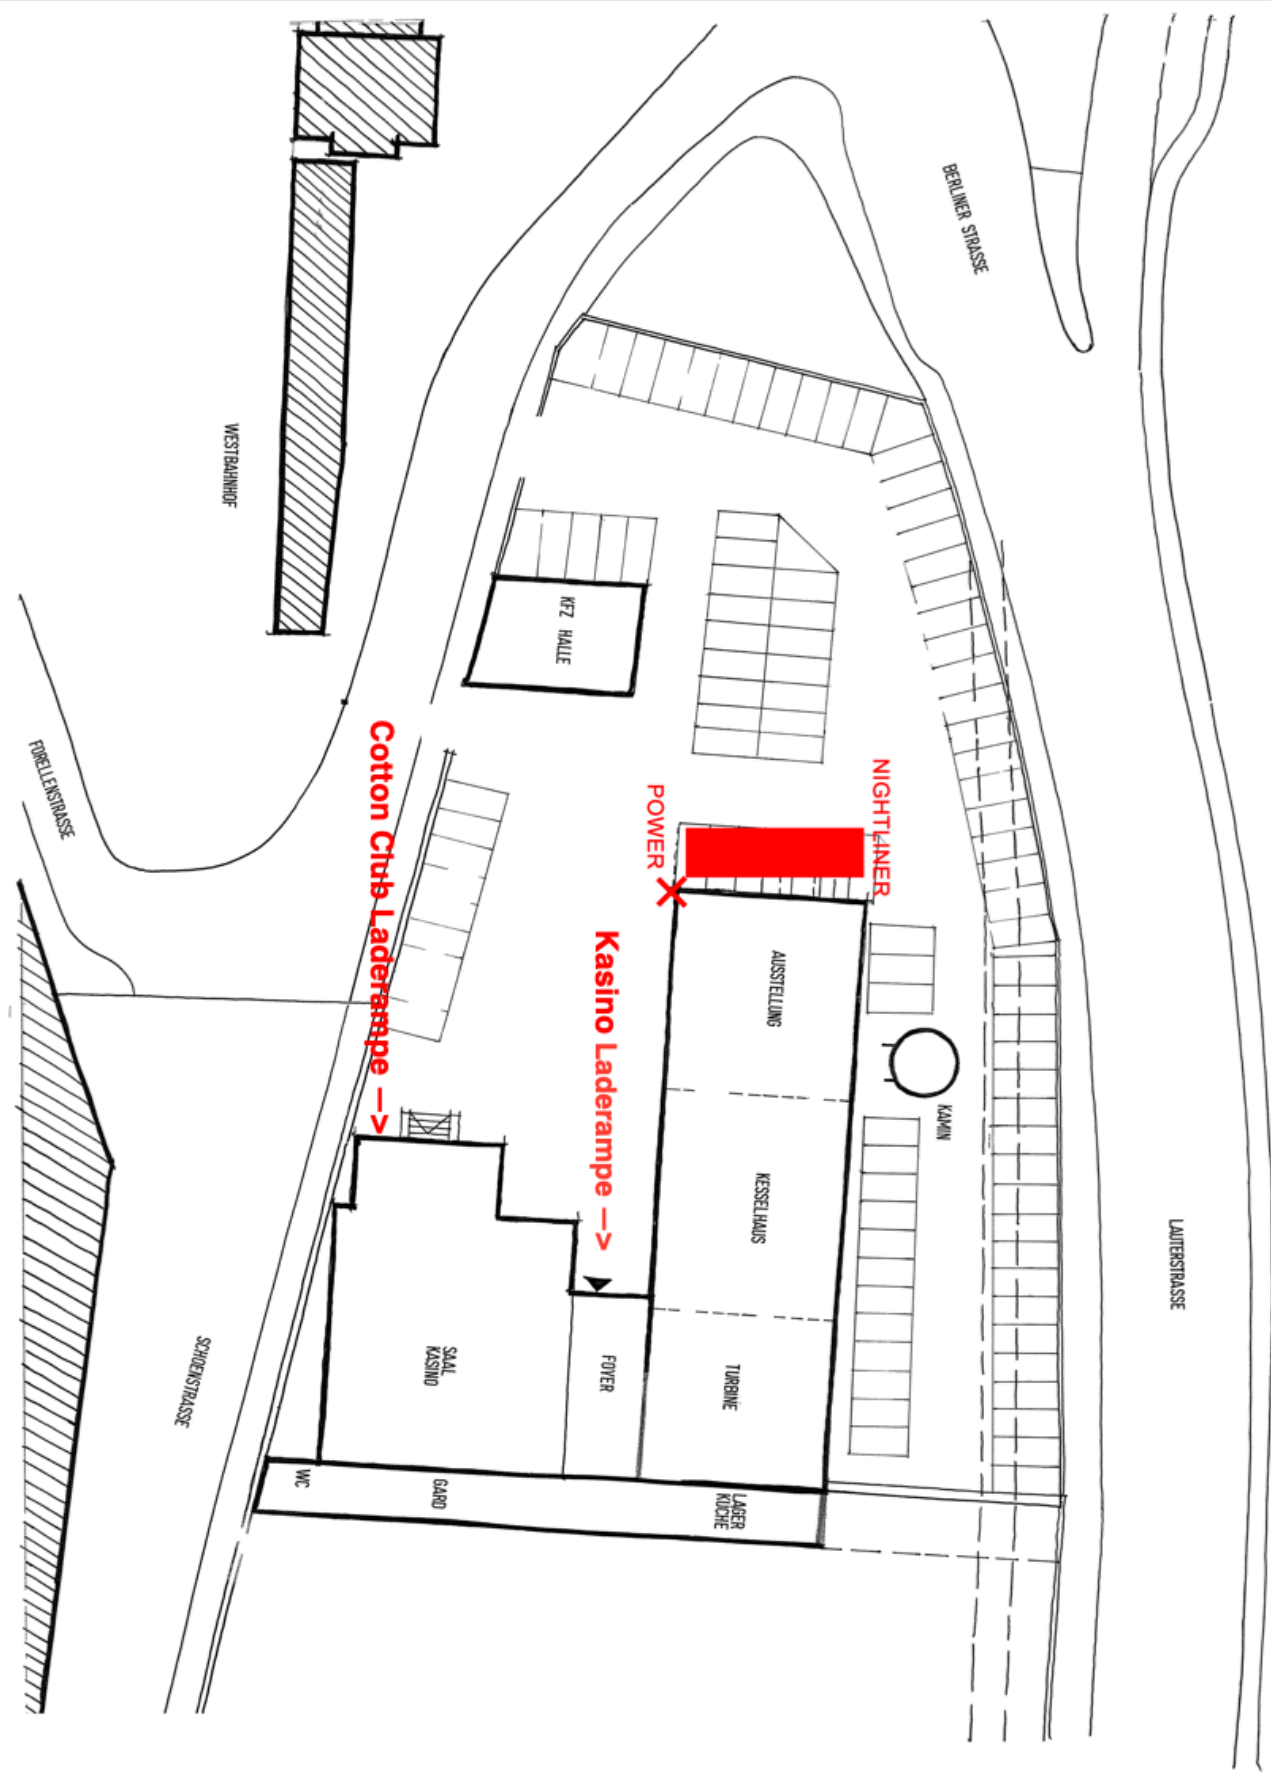 BERLINER STRASSE
WESTBAHNHOF
KFZ HALLE
FORELLENSTRASSE
Cotton Club Laderampe —>
POWER
NIGHTLINER
Kasino Laderampe —>
AUSSTELLUNG
KAMIN
KESSELHAUS
LAUTERSTRASSE
SCHOENSTRASSE
SAAL
KASINO
FOYER
TURBINE
WC
GARD
LAGER
KÜCHE